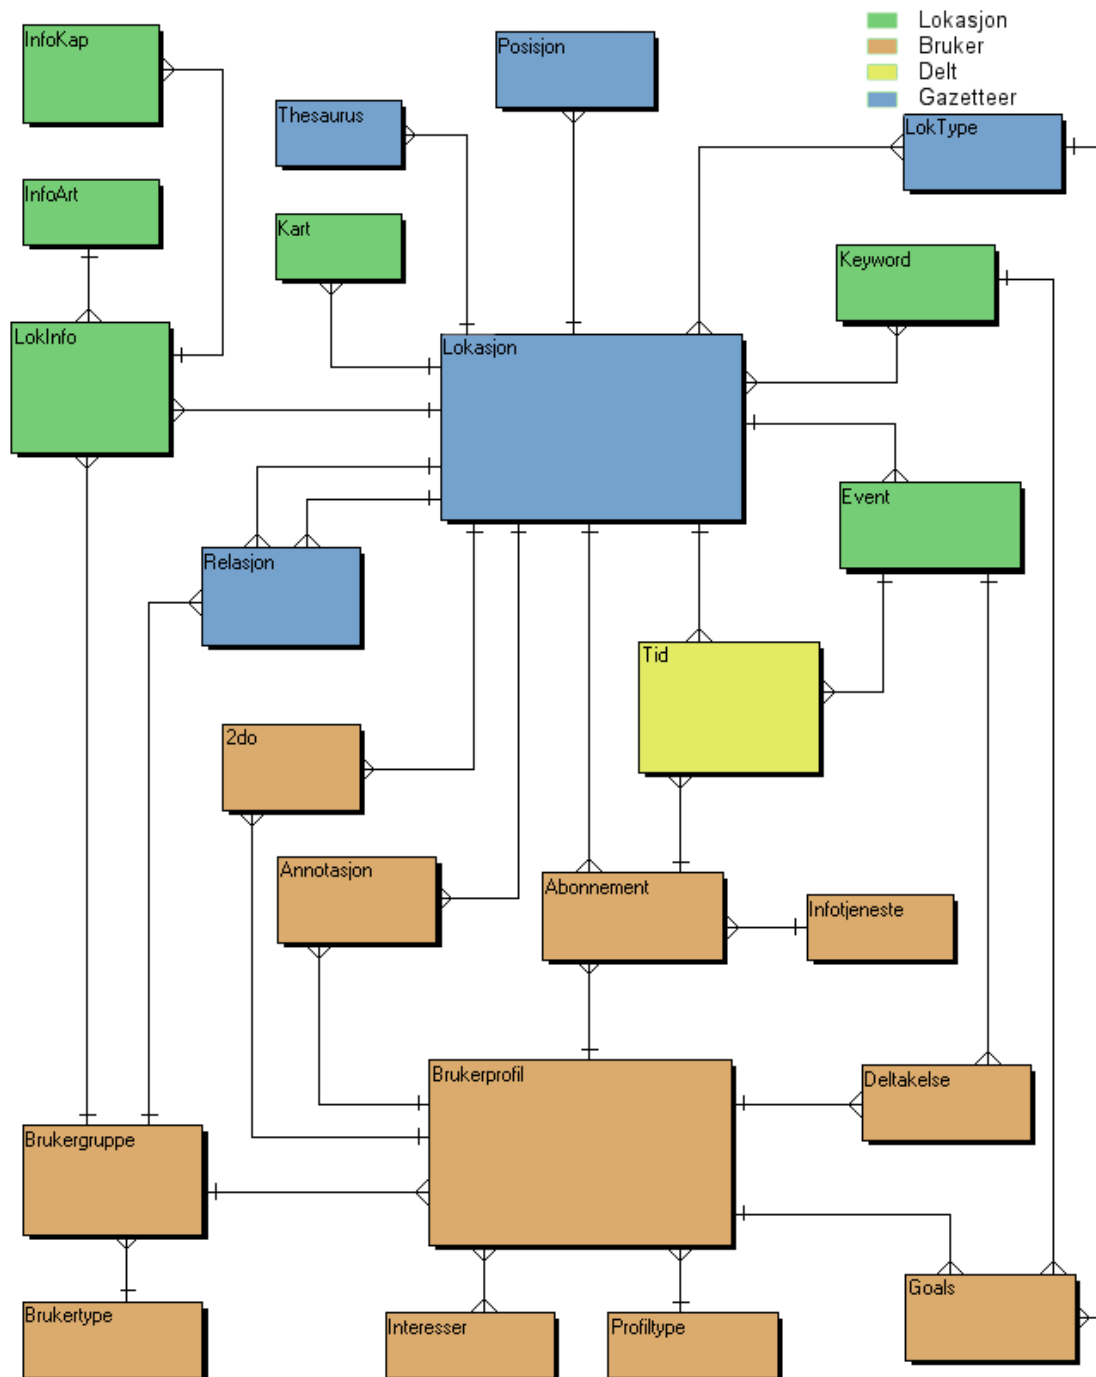 Lokasjon
Bruker
Delt
Gazetteer
InfoKap
Posisjon
Thesaurus
LokType
InfoArt
Kart
Keyword
LokInfo
Lokasjon
Event
Relasjon
Tid
2do
Annotasjon
Abonnement
Infotjeneste
Brukerprofil
Deltakelse
Brukergruppe
Goals
Brukertype
Interesser
Profiltype